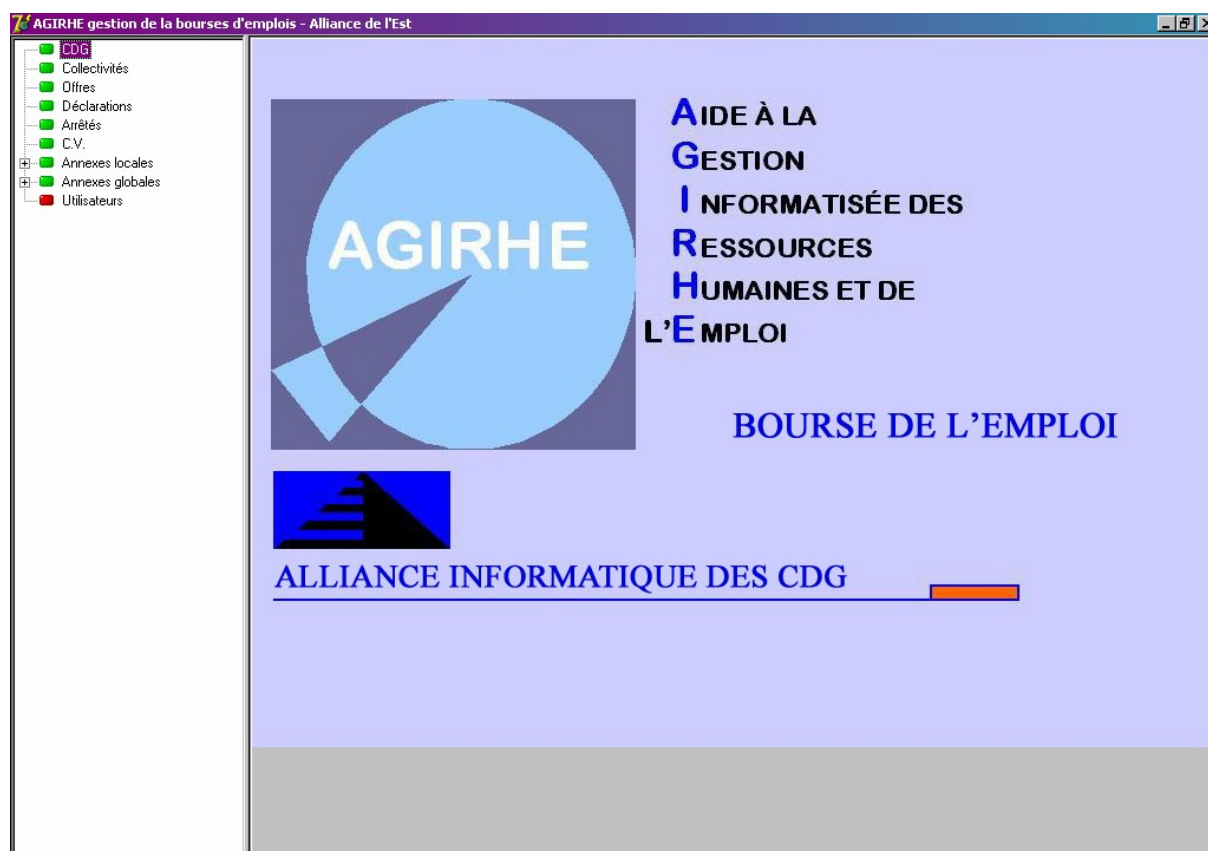 AGIRHE gestion de la bourses d'emplois - Alliance de l'Est
CDG
Collectivités
Offres
Déclarations
Arrêtés
C.V.
Annexes locales
Annexes globales
Utilisateurs
AGIRHE
AIDE À LA
GESTION
INFORMATISÉE DES
RESSOURCES
HUMAINES ET DE
L'EMPLOI
BOURSE DE L'EMPLOI
ALLIANCE INFORMATIQUE DES CDG